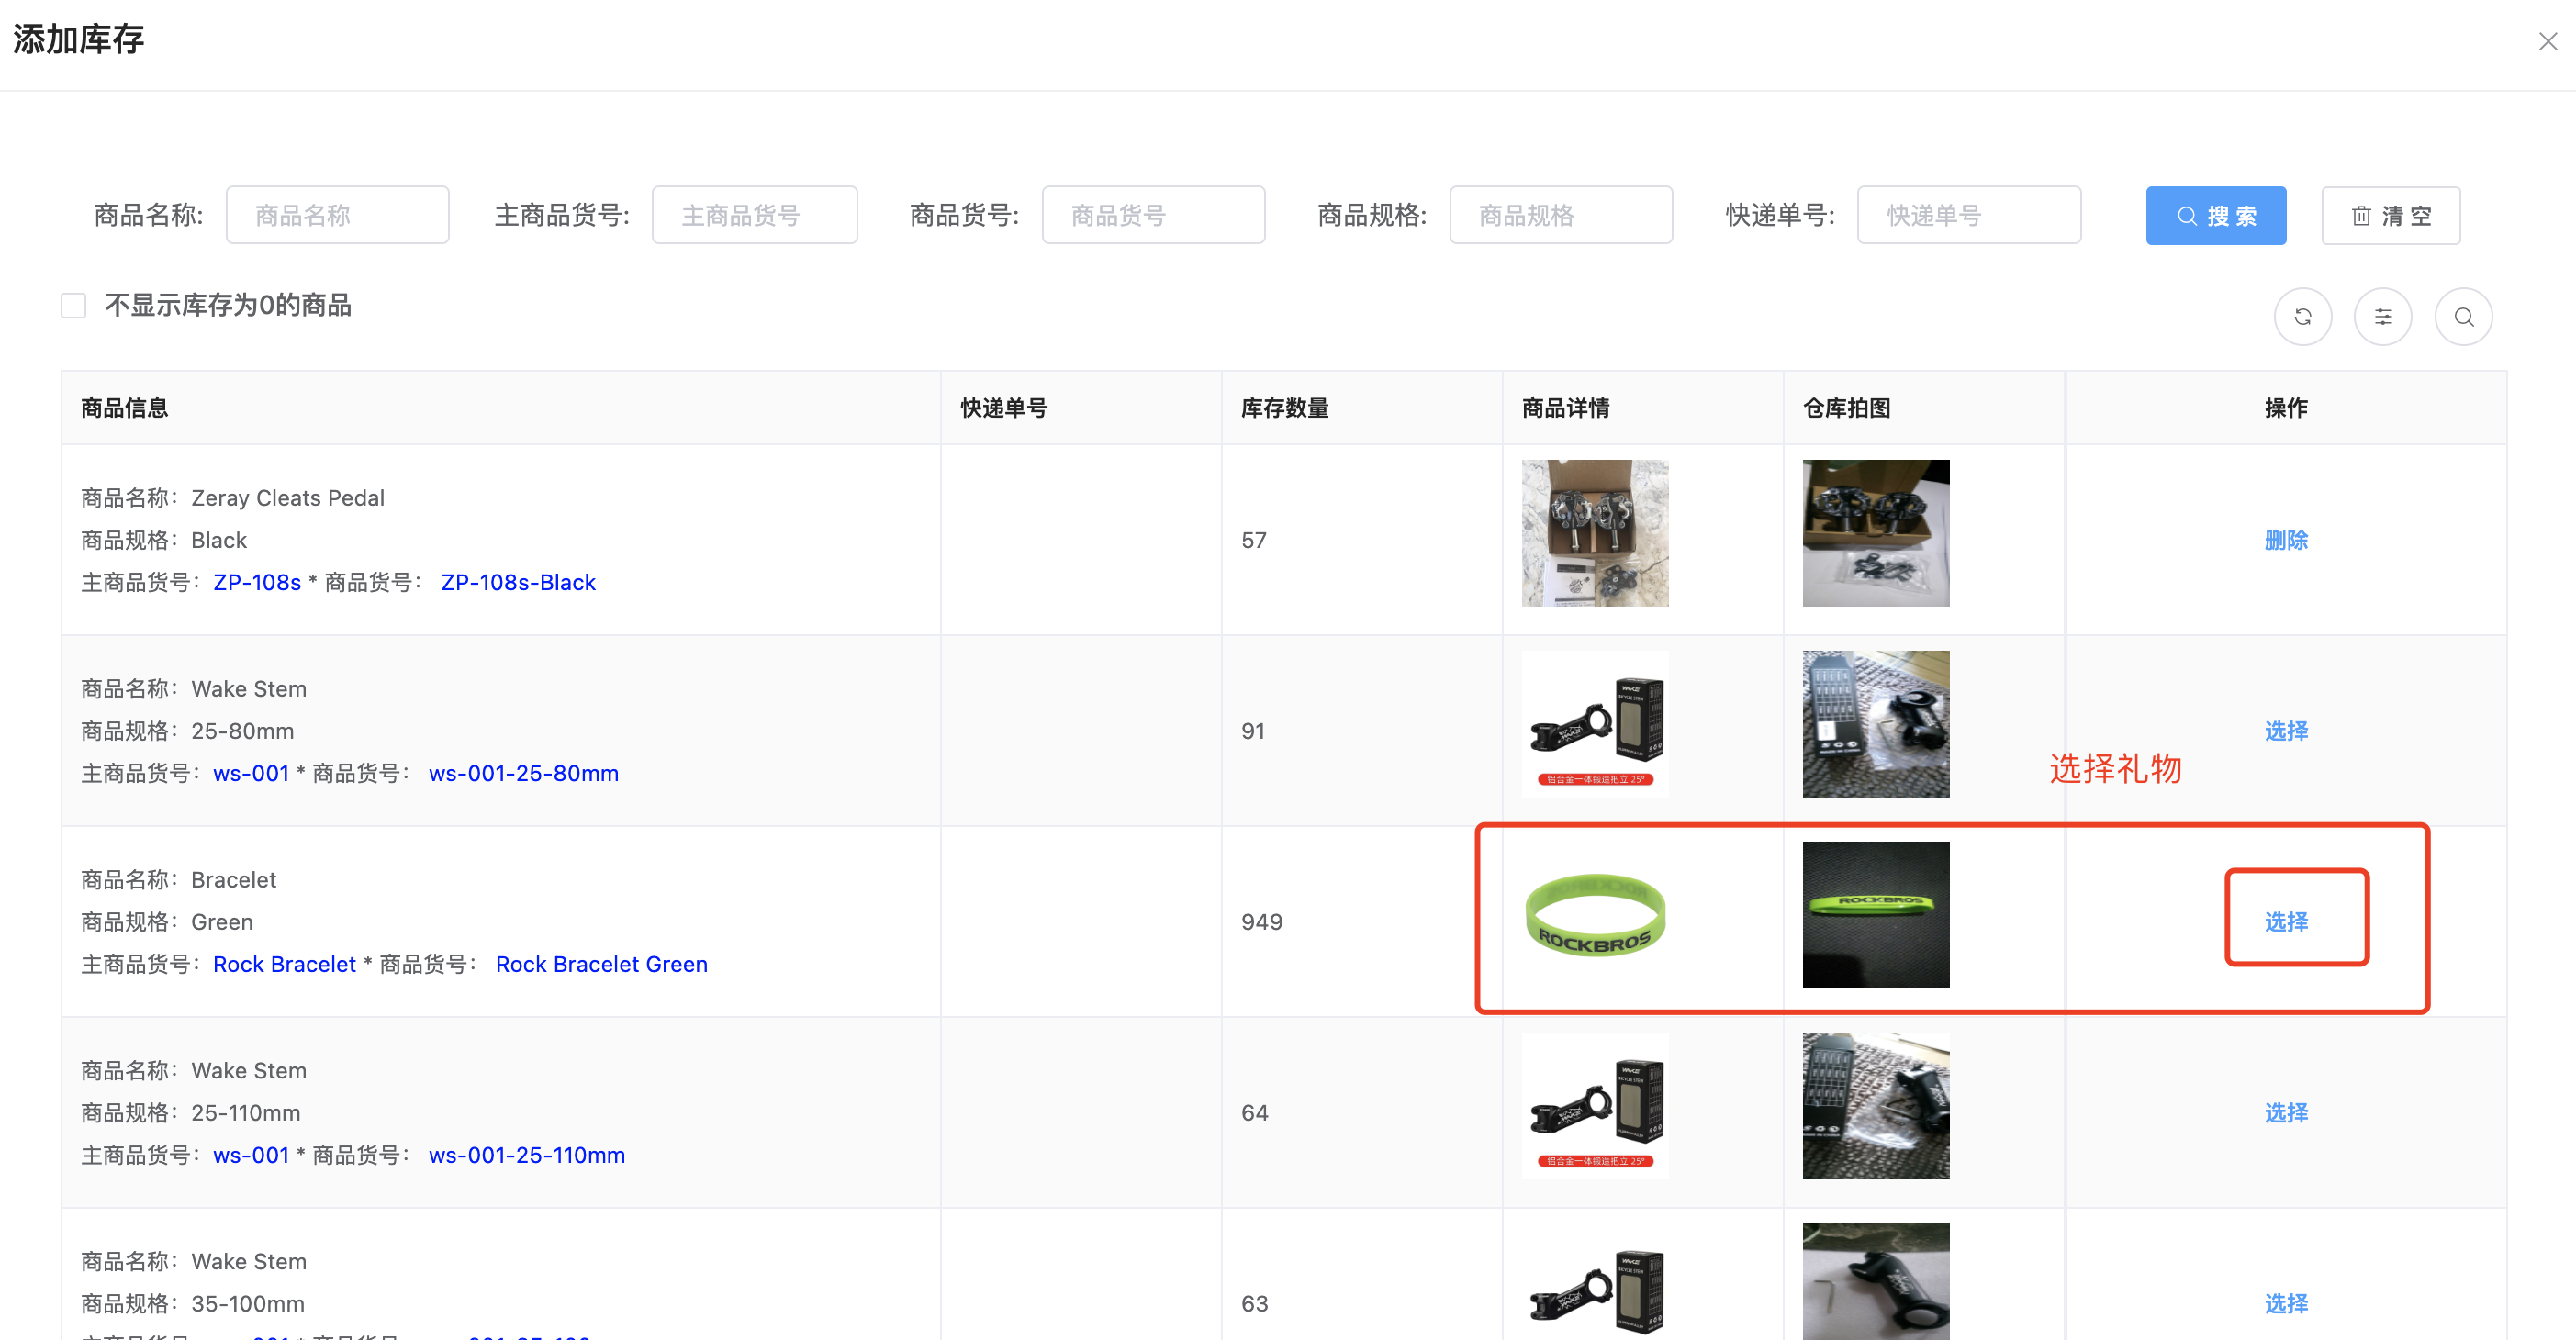 添加库存
商品名称: 商品名称 主商品货号: 主商品货号 商品货号: 商品货号 商品规格: 商品规格 快递单号: 快递单号 搜 索 清 空
不显示库存为0的商品
商品信息 快递单号 库存数量 商品详情 仓库拍图 操作
商品名称：Zeray Cleats Pedal
商品规格：Black
主商品货号：ZP-108s * 商品货号： ZP-108s-Black
57
删除
商品名称：Wake Stem
商品规格：25-80mm
主商品货号：ws-001 * 商品货号： ws-001-25-80mm
91
WAKE
铝合金一体锻造把立 25°
选择
选择礼物
商品名称：Bracelet
商品规格：Green
主商品货号：Rock Bracelet * 商品货号： Rock Bracelet Green
949
ROCKBROS
ROCKBROS
选择
商品名称：Wake Stem
商品规格：25-110mm
主商品货号：ws-001 * 商品货号： ws-001-25-110mm
64
WAKE
铝合金一体锻造把立 25°
选择
商品名称：Wake Stem
商品规格：35-100mm
63
WAKE
选择